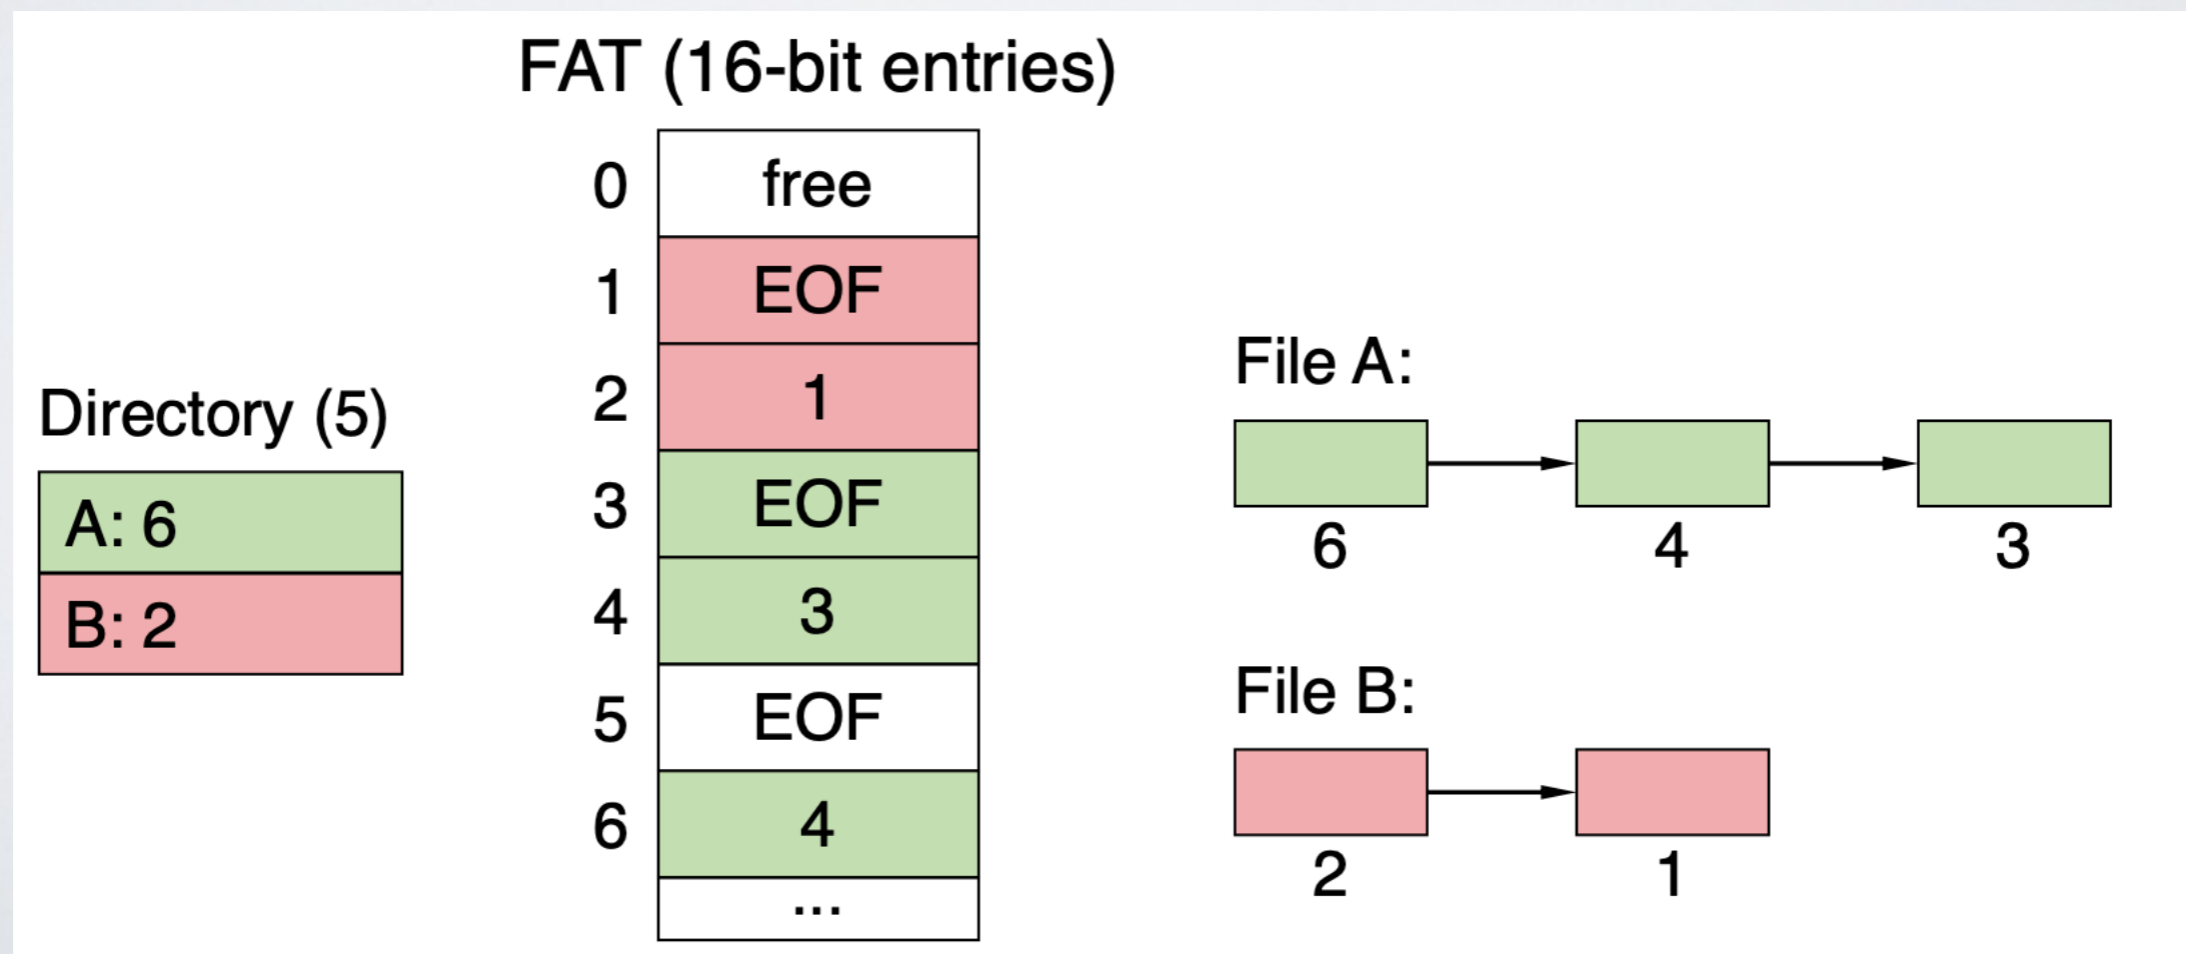 FAT (16-bit entries)
0 free
1 EOF
2 1
3 EOF
4 3
5 EOF
6 4
...
Directory (5)
A: 6
B: 2
File A:
6 4 3
File B:
2 1